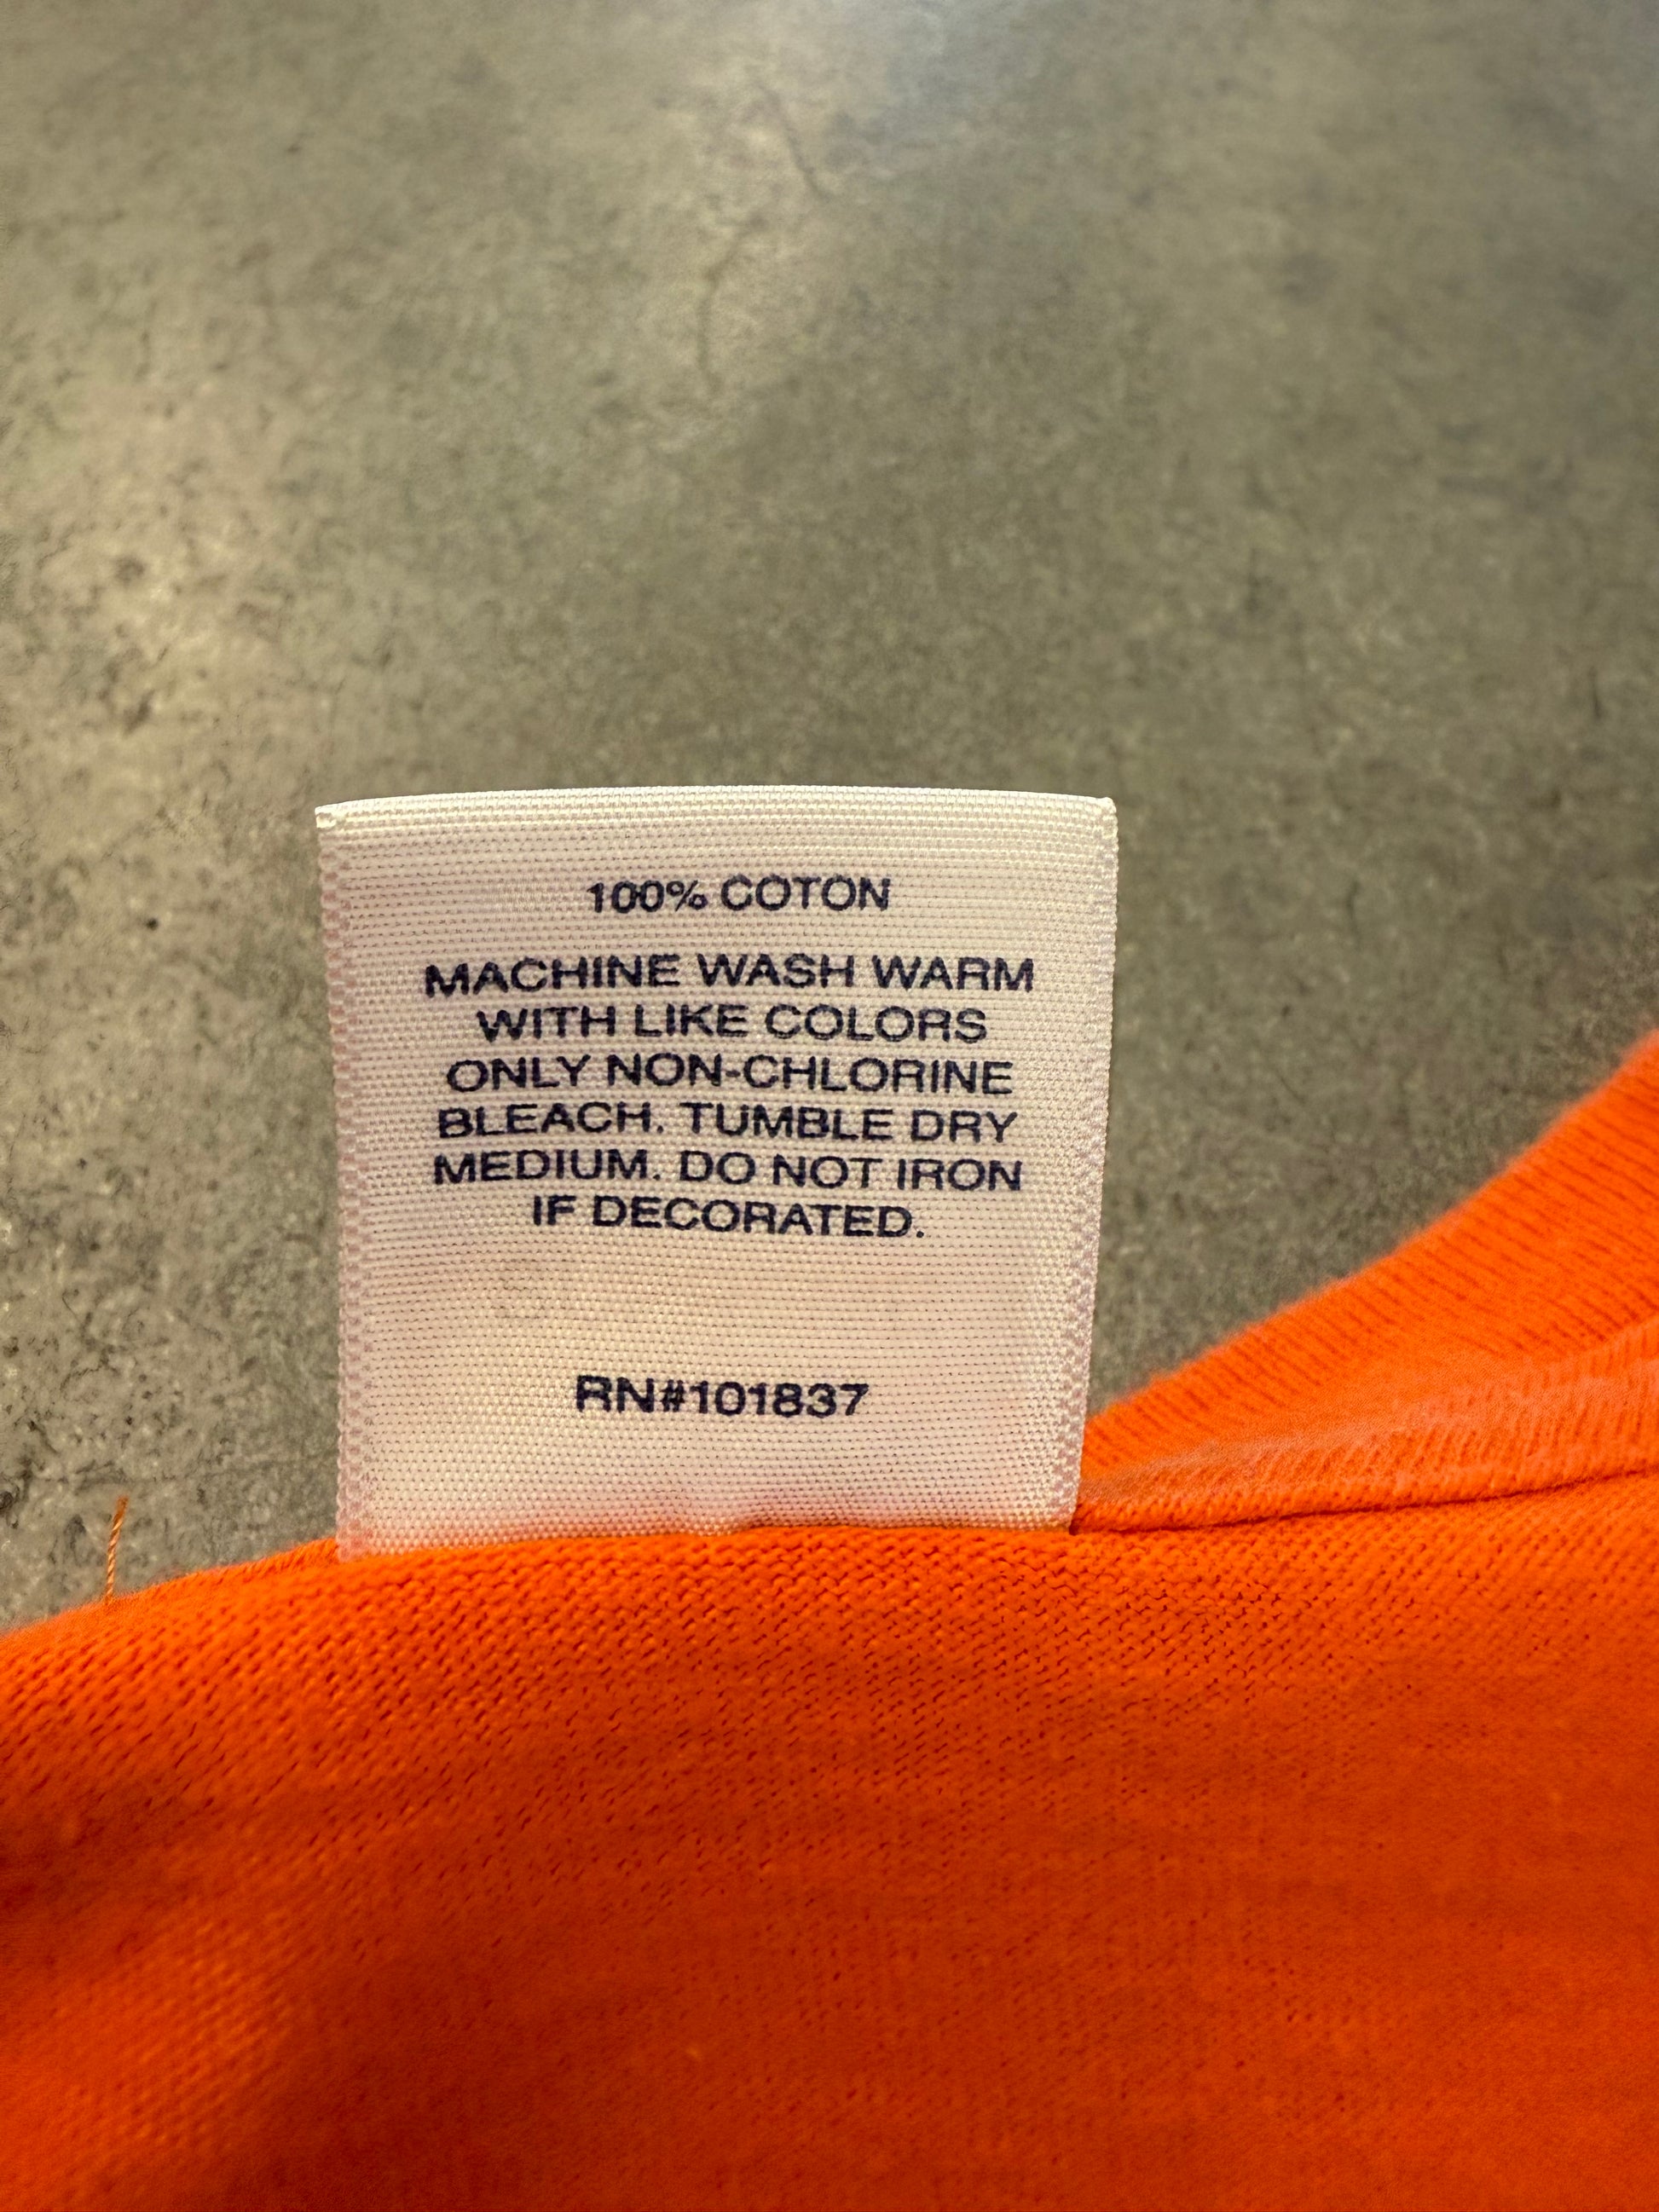 100% COTON
MACHINE WASH WARM
WITH LIKE COLORS
ONLY NON-CHLORINE
BLEACH. TUMBLE DRY
MEDIUM. DO NOT IRON
IF DECORATED.
RN#101837